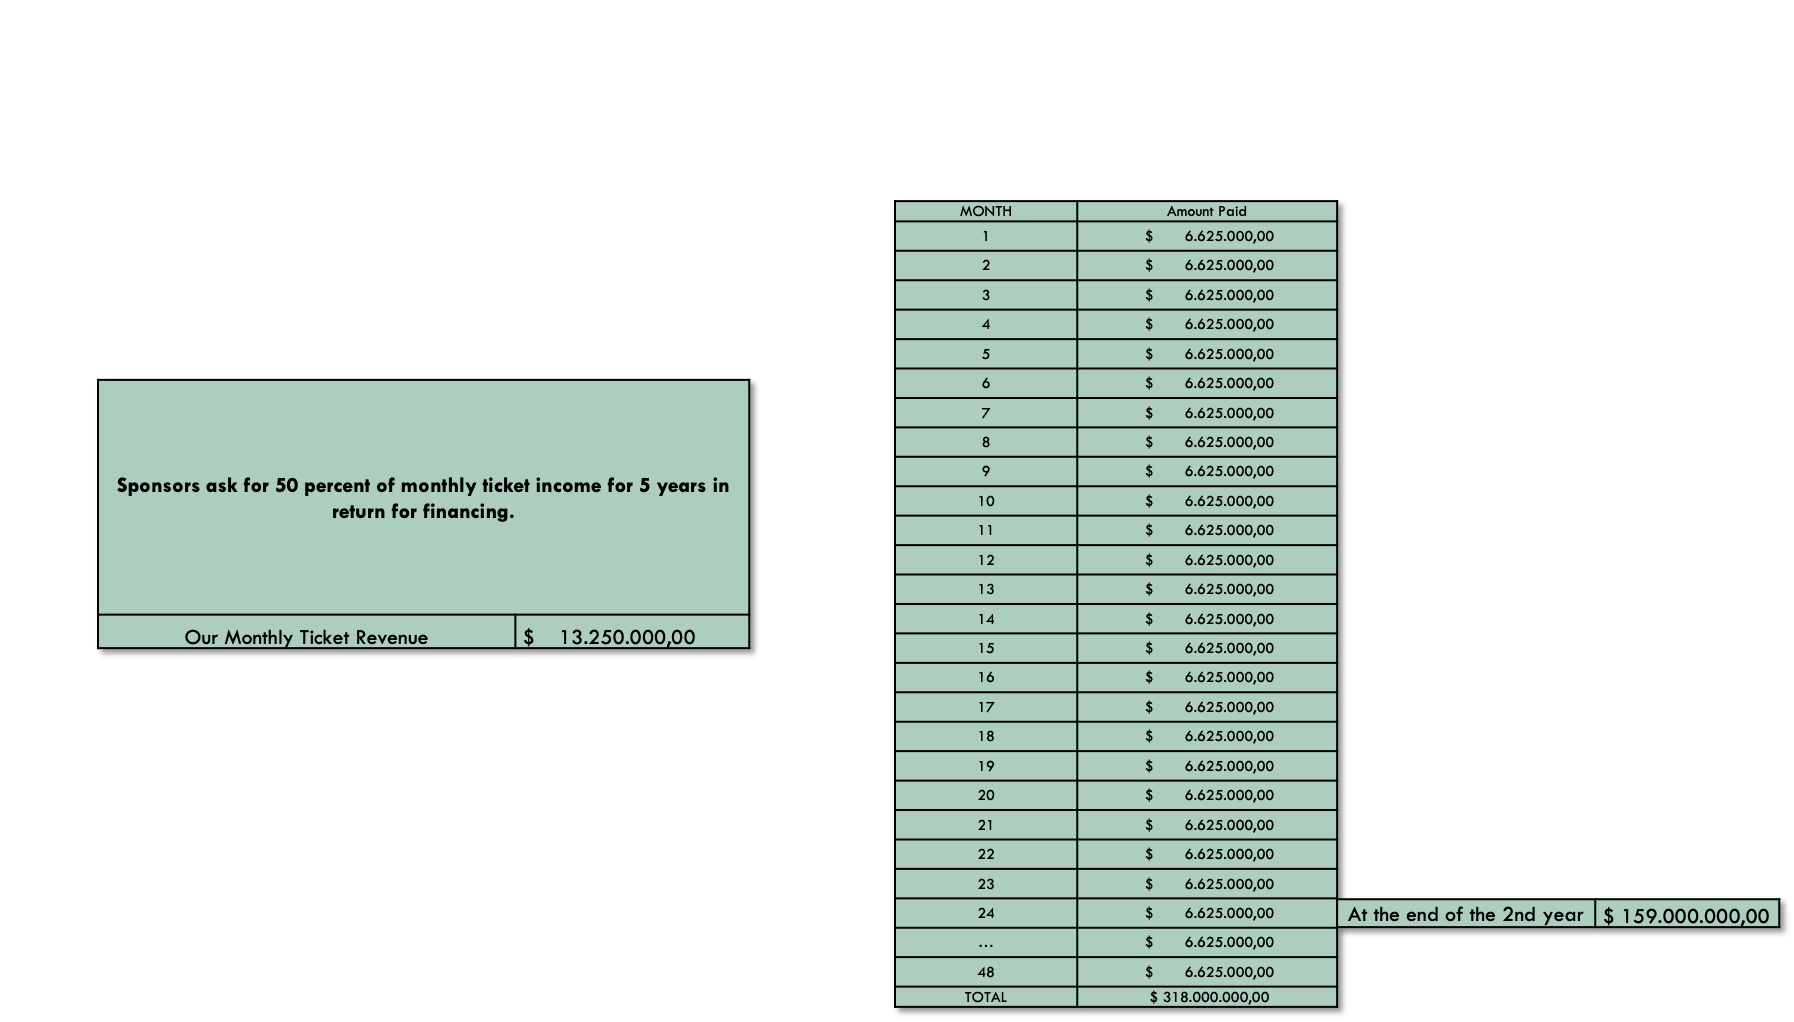 Sponsors ask for 50 percent of monthly ticket income for 5 years in
return for financing.
Our Monthly Ticket Revenue $ 13.250.000,00
MONTH Amount Paid
1 $ 6.625.000,00
2 $ 6.625.000,00
3 $ 6.625.000,00
4 $ 6.625.000,00
5 $ 6.625.000,00
6 $ 6.625.000,00
7 $ 6.625.000,00
8 $ 6.625.000,00
9 $ 6.625.000,00
10 $ 6.625.000,00
11 $ 6.625.000,00
12 $ 6.625.000,00
13 $ 6.625.000,00
14 $ 6.625.000,00
15 $ 6.625.000,00
16 $ 6.625.000,00
17 $ 6.625.000,00
18 $ 6.625.000,00
19 $ 6.625.000,00
20 $ 6.625.000,00
21 $ 6.625.000,00
22 $ 6.625.000,00
23 $ 6.625.000,00
24 $ 6.625.000,00 At the end of the 2nd year $ 159.000.000,00
... $ 6.625.000,00
48 $ 6.625.000,00
TOTAL $ 318.000.000,00